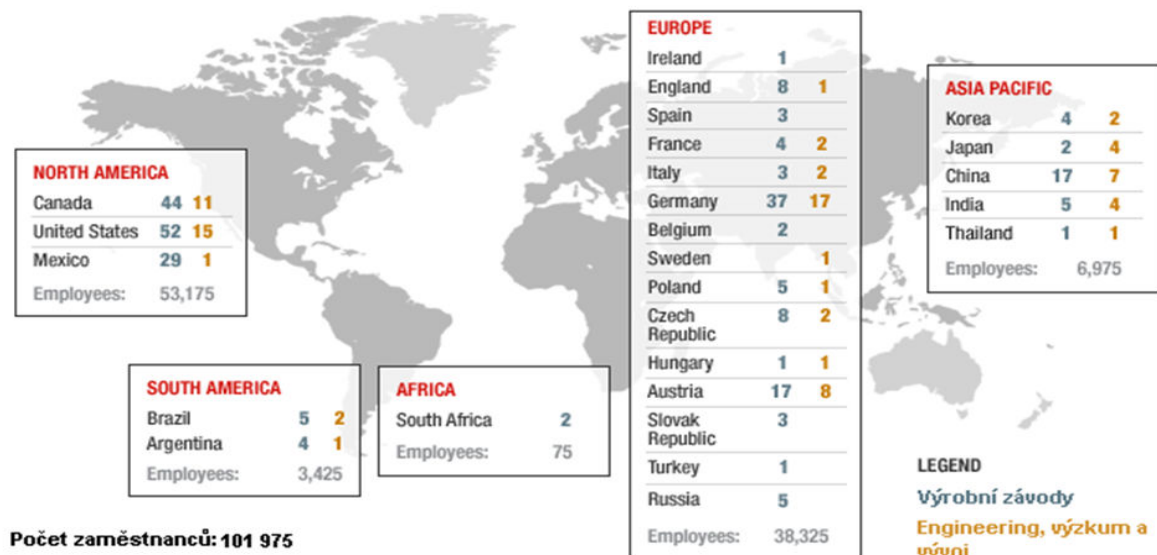 NORTH AMERICA
Canada 44 11
United States 52 15
Mexico 29 1
Employees: 53,175
SOUTH AMERICA
Brazil 5 2
Argentina 4 1
Employees: 3,425
AFRICA
South Africa 2
Employees: 75
EUROPE
Ireland 1
England 8 1
Spain 3
France 4 2
Italy 3 2
Germany 37 17
Belgium 2
Sweden 1
Poland 5 1
Czech 8 2
Republic
Hungary 1 1
Austria 17 8
Slovak 3
Republic
Turkey 1
Russia 5
Employees: 38,325
ASIA PACIFIC
Korea 4 2
Japan 2 4
China 17 7
India 5 4
Thailand 1 1
Employees: 6,975
LEGEND
Výrobní závody
Engineering, výzkum a
vývoj
Počet zaměstnanců: 101 975